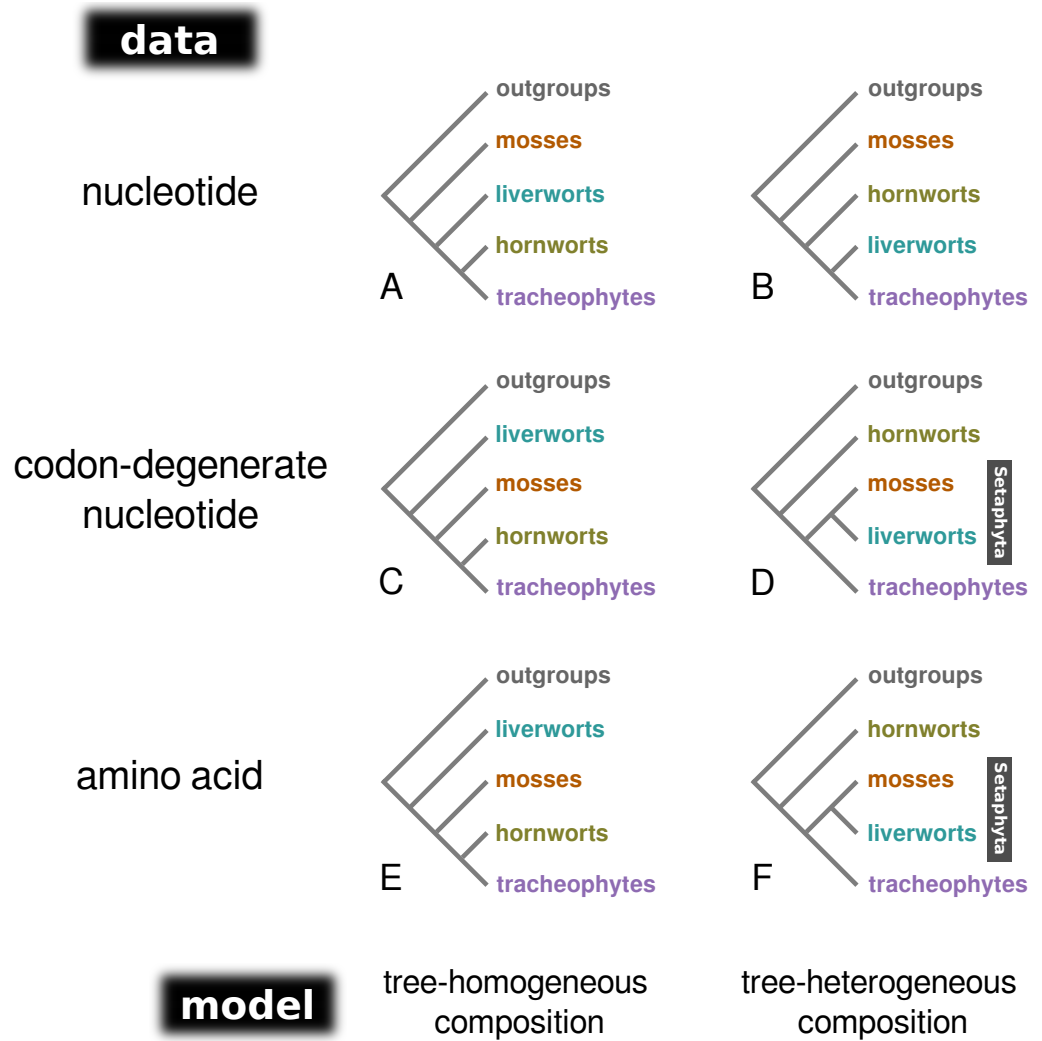 data
nucleotide
outgroups
mosses
liverworts
hornworts
tracheophytes
A
outgroups
mosses
hornworts
liverworts
tracheophytes
B
codon-degenerate
nucleotide
outgroups
liverworts
mosses
hornworts
tracheophytes
C
outgroups
hornworts
mosses
liverworts
tracheophytes
Setaphyta
D
amino acid
outgroups
liverworts
mosses
hornworts
tracheophytes
E
outgroups
hornworts
mosses
liverworts
tracheophytes
Setaphyta
F
model
tree-homogeneous
composition
tree-heterogeneous
composition